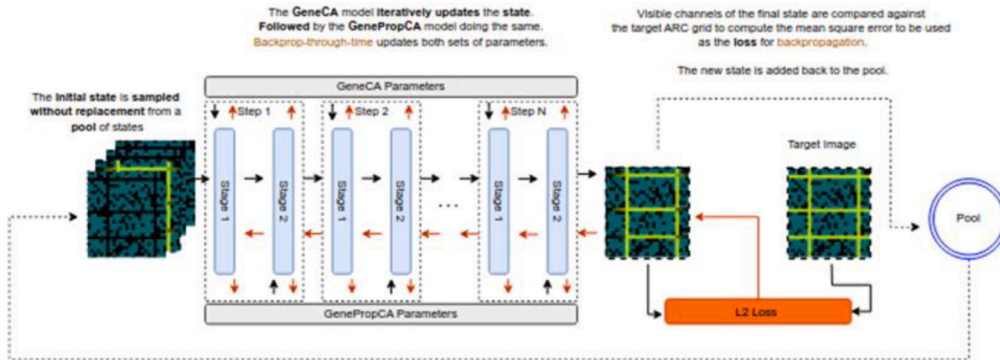 The GeneCA model iteratively updates the state.
Followed by the GenePropCA model doing the same.
Backprop-through-time updates both sets of parameters.
Visible channels of the final state are compared against
the target ARC grid to compute the mean square error to be used
as the loss for backpropagation.
The new state is added back to the pool.
The initial state is sampled
without replacement from a
pool of states
GeneCA Parameters
Step 1
Step 2
Step N
Stage 1
Stage 2
Stage 1
Stage 2
...
Stage 1
Stage 2
GenePropCA Parameters
Target Image
Pool
L2 Loss